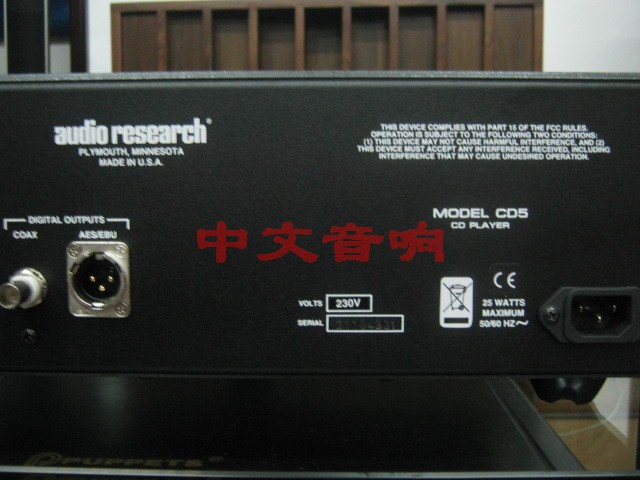 audio research®
PLYMOUTH, MINNESOTA
MADE IN U.S.A.
THIS DEVICE COMPLIES WITH PART 15 OF THE FCC RULES.
OPERATION IS SUBJECT TO THE FOLLOWING TWO CONDITIONS:
(1) THIS DEVICE MAY NOT CAUSE HARMFUL INTERFERENCE, AND (2)
THIS DEVICE MUST ACCEPT ANY INTERFERENCE RECEIVED, INCLUDING
INTERFERENCE THAT MAY CAUSE UNDESIRED OPERATION.
DIGITAL OUTPUTS
COAX
AES/EBU
MODEL CD5
CD PLAYER
中文音响
CE
VOLTS 230V
25 WATTS
MAXIMUM
50/60 HZ～
SERIAL
PUPPETS®